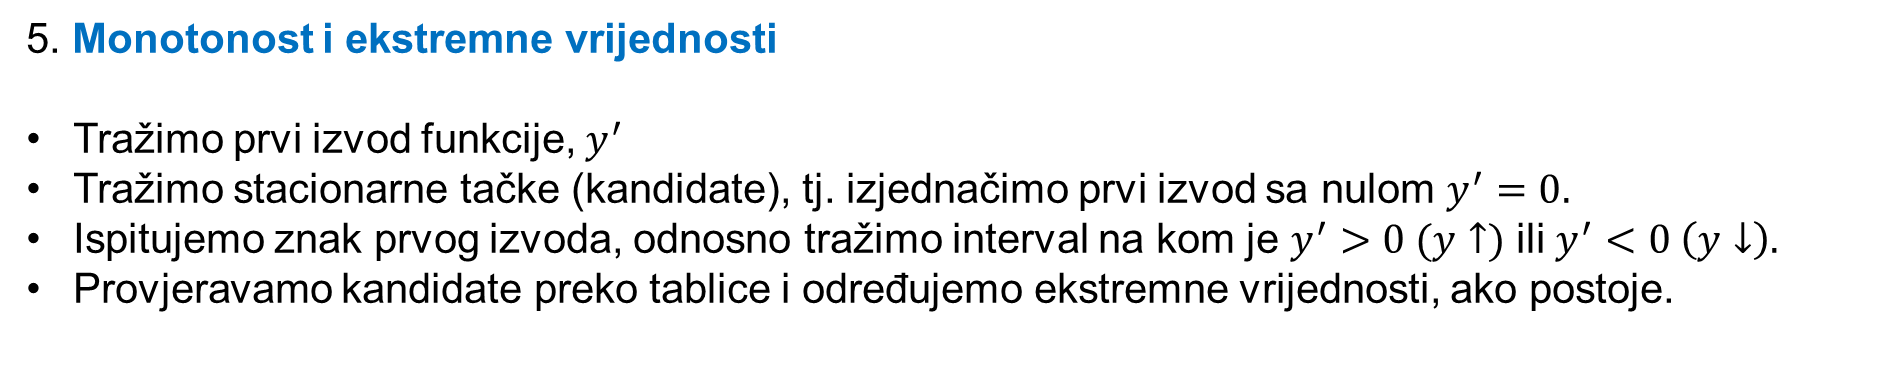 5. Monotonost i ekstremne vrijednosti
• Tražimo prvi izvod funkcije, y′
• Tražimo stacionarne tačke (kandidate), tj. izjednačimo prvi izvod sa nulom y′ = 0.
• Ispitujemo znak prvog izvoda, odnosno tražimo interval na kom je y′ > 0 (y ↑) ili y′ < 0 (y ↓).
• Provjeravamo kandidate preko tablice i određujemo ekstremne vrijednosti, ako postoje.